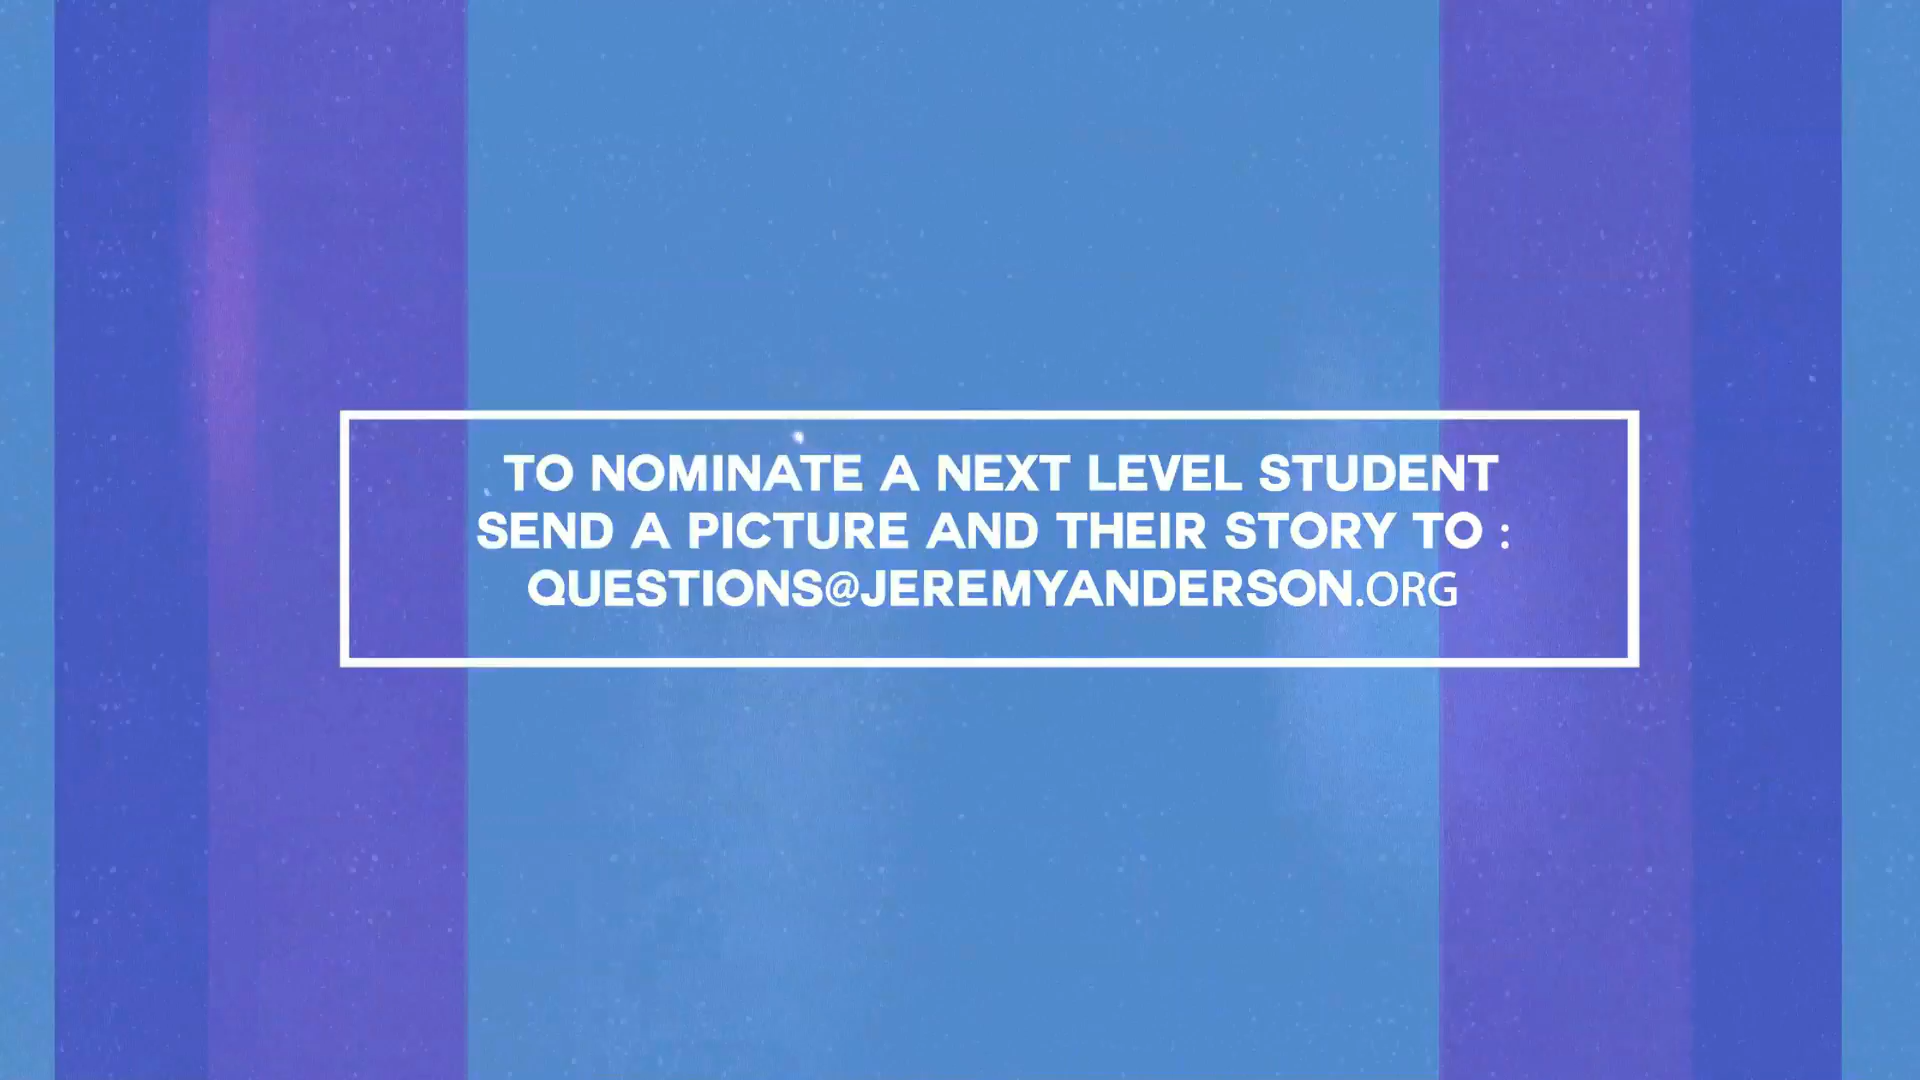 TO NOMINATE A NEXT LEVEL STUDENT
SEND A PICTURE AND THEIR STORY TO :
QUESTIONS@JEREMYANDERSON.ORG